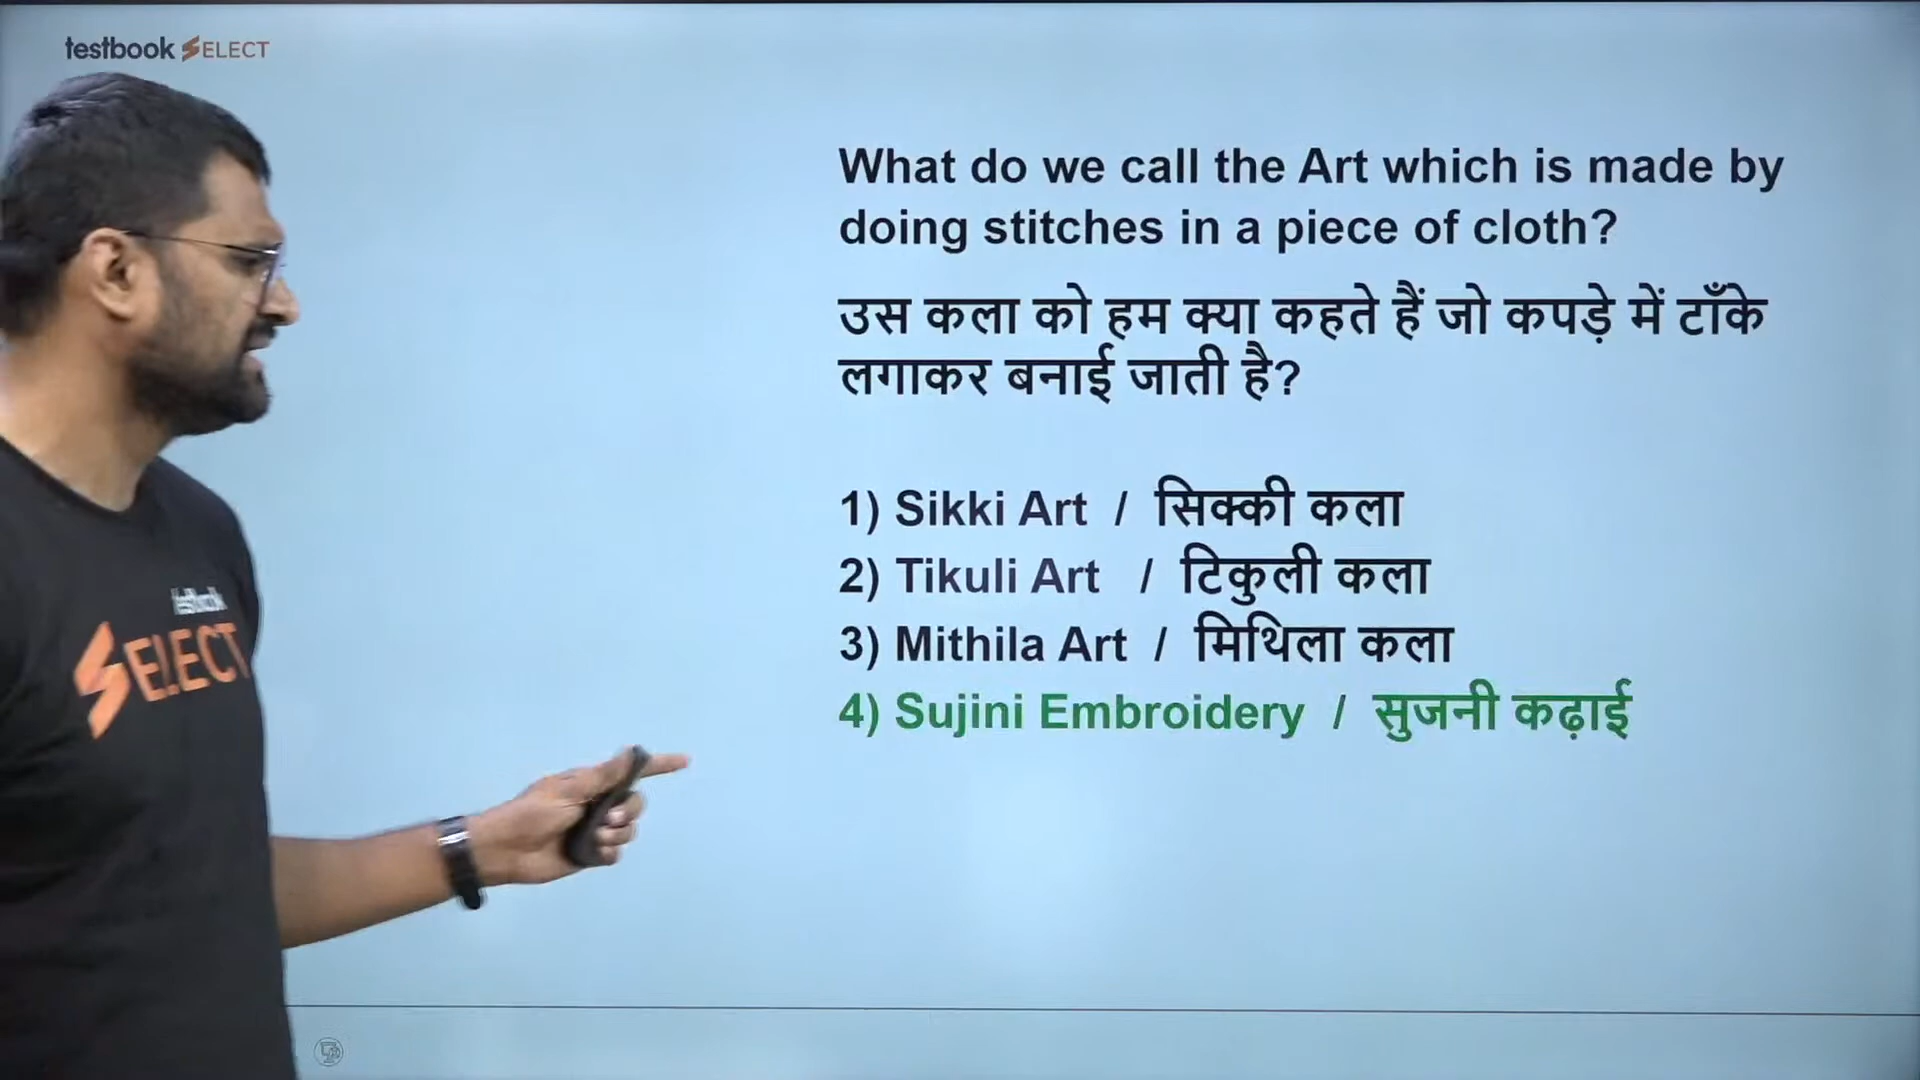 testbook SELECT
What do we call the Art which is made by
doing stitches in a piece of cloth?
उस कला को हम क्या कहते हैं जो कपड़े में टाँके
लगाकर बनाई जाती है?
1) Sikki Art / सिक्की कला
2) Tikuli Art / टिकुली कला
3) Mithila Art / मिथिला कला
4) Sujini Embroidery / सुजनी कढ़ाई
testbook
SELECT